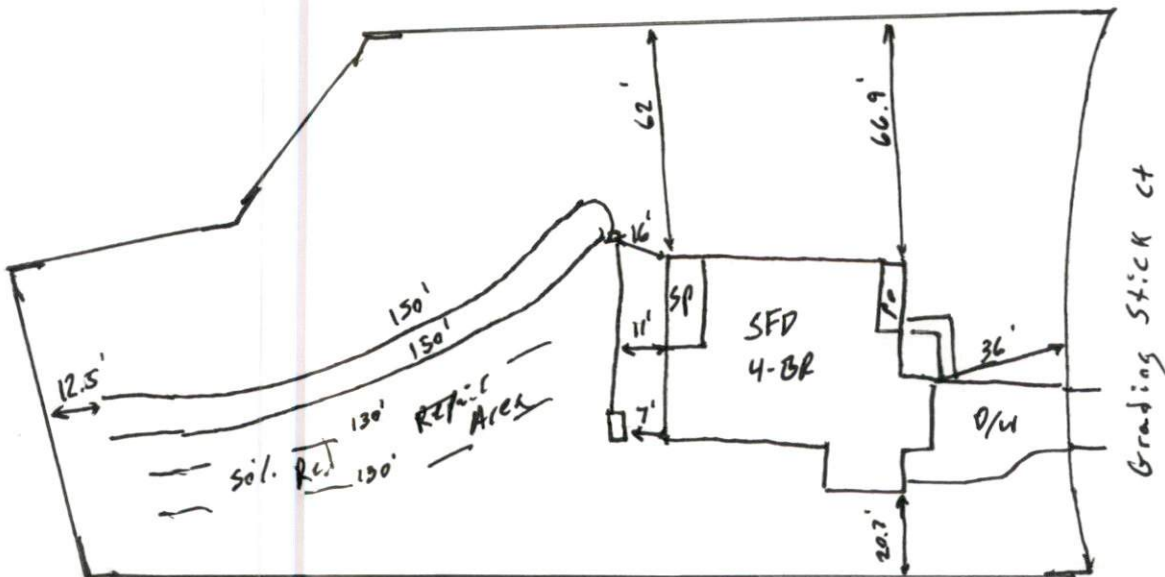 62'
66.9'
16'
150'
150'
SP
SFD
4-BR
Po
11'
36'
12.5'
7'
D/W
130'
Repair
Area
130'
20.7'
Grading Stick ct